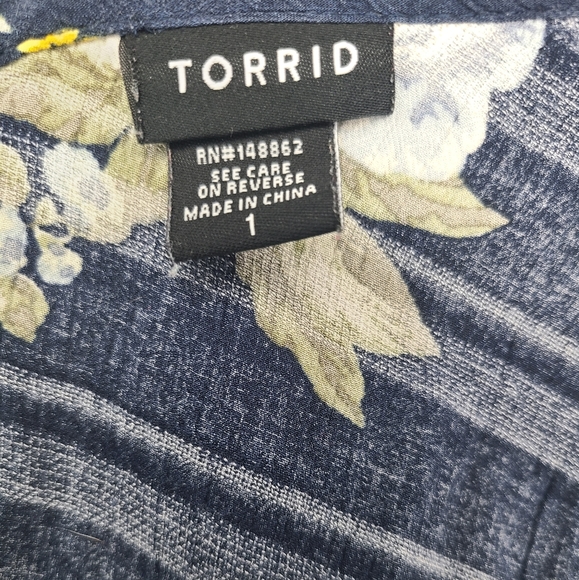 TORRID
RN#148862
SEE CARE
ON REVERSE
MADE IN CHINA
1